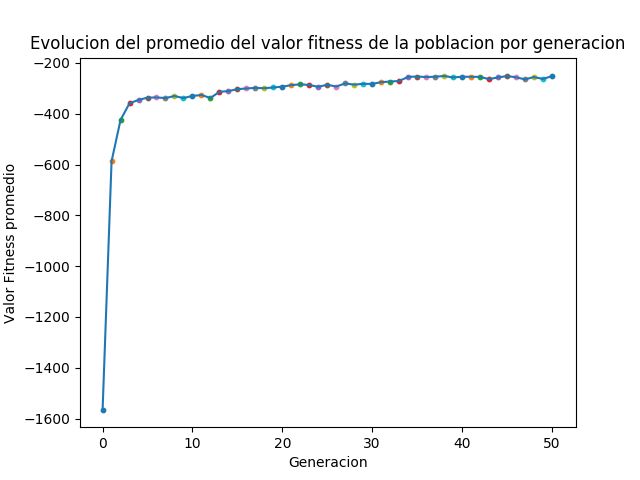 Evolucion del promedio del valor fitness de la poblacion por generacion
−200
−400
−600
−800
−1000
−1200
−1400
−1600
Valor Fitness promedio
0 10 20 30 40 50
Generacion